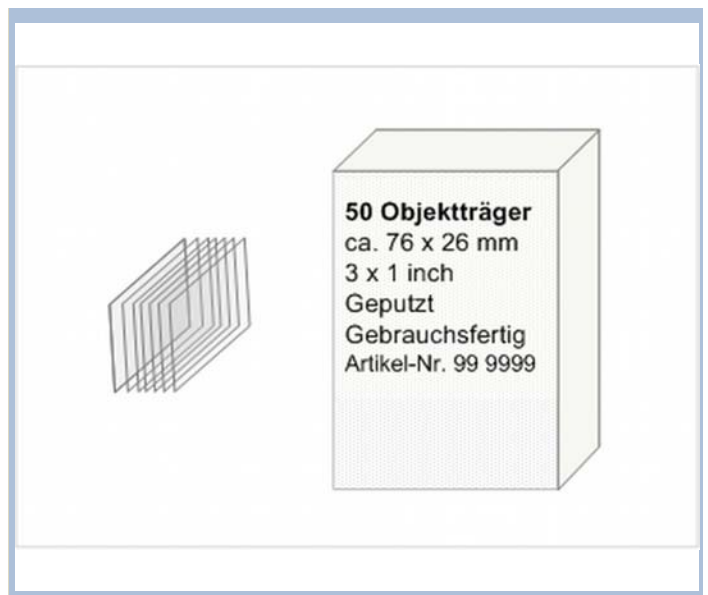 50 Objektträger
ca. 76 x 26 mm
3 x 1 inch
Geputzt
Gebrauchsfertig
Artikel-Nr. 99 9999